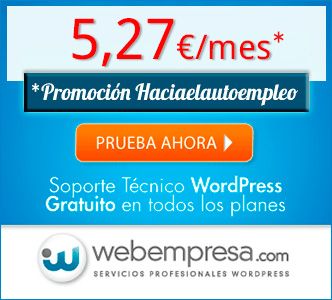 5,27€/mes*
*Promoción Haciaelautoempleo
PRUEBA AHORA
Soporte Técnico WordPress
Gratuito en todos los planes
webempresa.com
SERVICIOS PROFESIONALES WORDPRESS